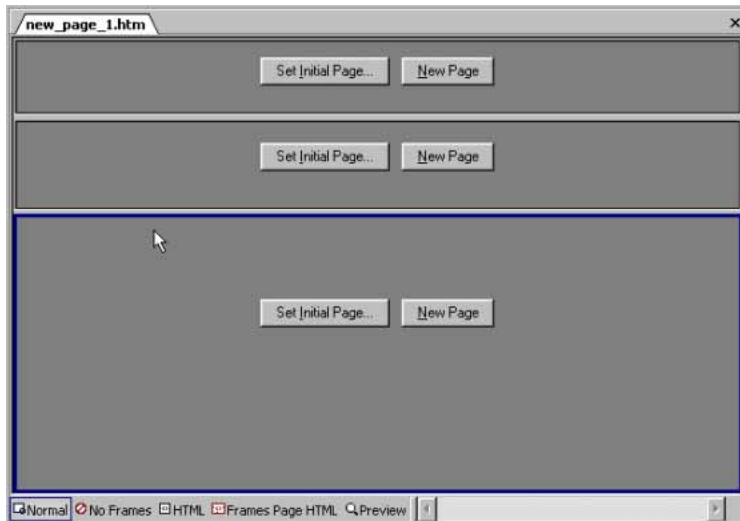 new_page_1.htm
Set Initial Page... New Page
Set Initial Page... New Page
Set Initial Page... New Page
Normal No Frames HTML Frames Page HTML Preview